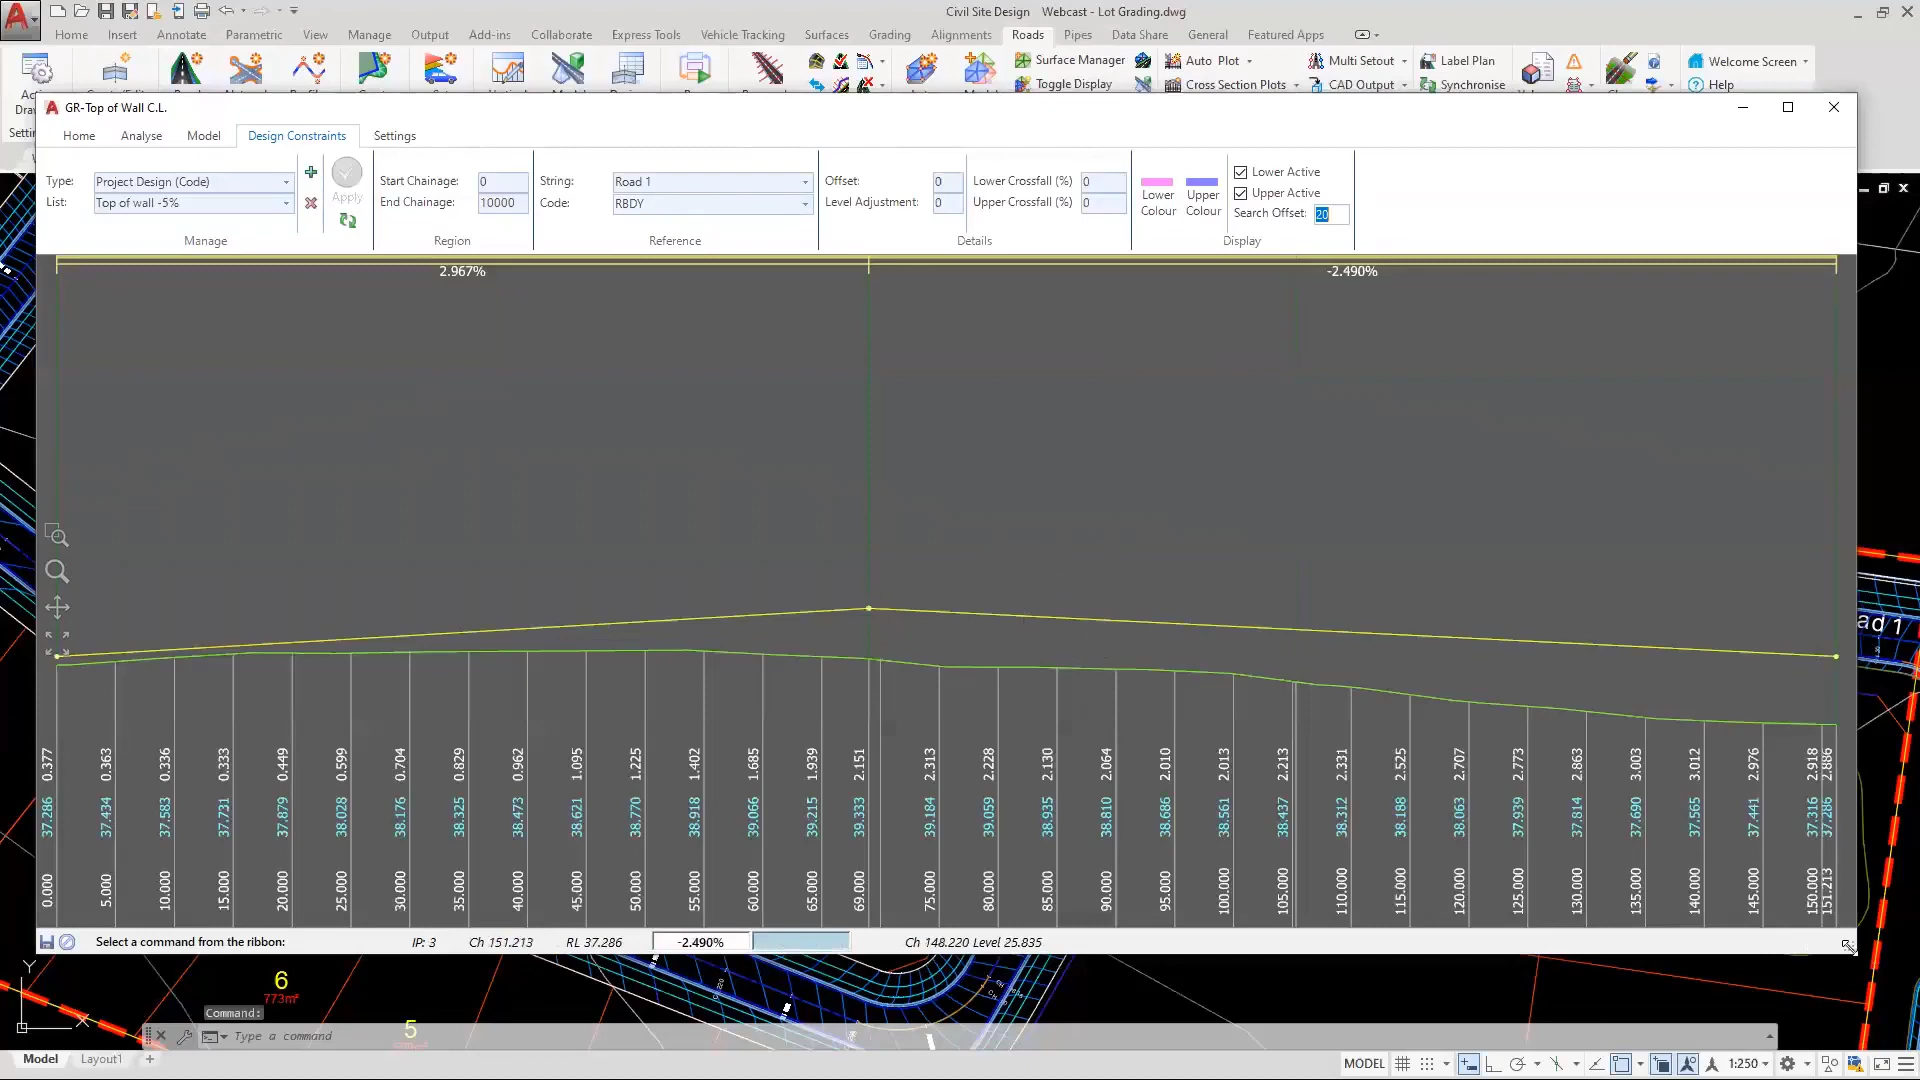 Civil Site Design    Webcast - Lot Grading.dwg
Home Insert Annotate Parametric View Manage Output Add-ins Collaborate Express Tools Vehicle Tracking Surfaces Grading Alignments Roads Pipes Data Share General Featured Apps
Surface Manager Auto Plot Multi Setout Label Plan Welcome Screen
Toggle Display Cross Section Plots CAD Output Synchronise Help
GR-Top of Wall C.L.
Home Analyse Model Design Constraints Settings
Type: Project Design (Code) Start Chainage: 0 String: Road 1 Offset: 0 Lower Crossfall (%) 0 Lower Active
List: Top of wall -5% Apply End Chainage: 10000 Code: RBDY Level Adjustment: 0 Upper Crossfall (%) 0 Lower Colour Upper Colour Upper Active
Search Offset: 20
Manage Region Reference Details Display
2.967% -2.490%
ad 1
0.377 0.363 0.336 0.333 0.449 0.599 0.704 0.829 0.962 1.095 1.225 1.402 1.685 1.939 2.151 2.313 2.228 2.130 2.064 2.010 2.013 2.213 2.331 2.525 2.707 2.773 2.863 3.003 3.012 2.976 2.918 2.886
37.286 37.434 37.583 37.731 37.879 38.028 38.176 38.325 38.473 38.621 38.770 38.918 39.066 39.215 39.333 39.184 39.059 38.935 38.810 38.686 38.561 38.437 38.312 38.188 38.063 37.939 37.814 37.690 37.565 37.441 37.316 37.286
0.000 5.000 10.000 15.000 20.000 25.000 30.000 35.000 40.000 45.000 50.000 55.000 60.000 65.000 69.000 75.000 80.000 85.000 90.000 95.000 100.000 105.000 110.000 115.000 120.000 125.000 130.000 135.000 140.000 145.000 150.000 151.213
Select a command from the ribbon: IP: 3 Ch 151.213 RL 37.286 -2.490% Ch 148.220 Level 25.835
Y
6
773m²
Command:
X
5
Type a command
Model Layout1 + MODEL 1:250